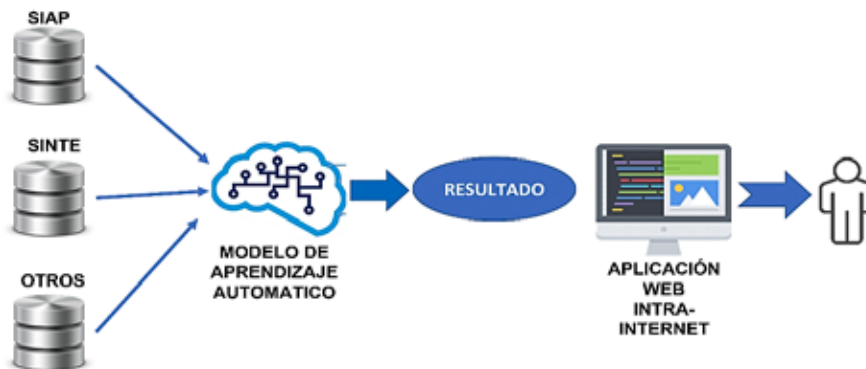 SIAP
SINTE
OTROS
MODELO DE
APRENDIZAJE
AUTOMATICO
RESULTADO
APLICACIÓN
WEB
INTRA-
INTERNET